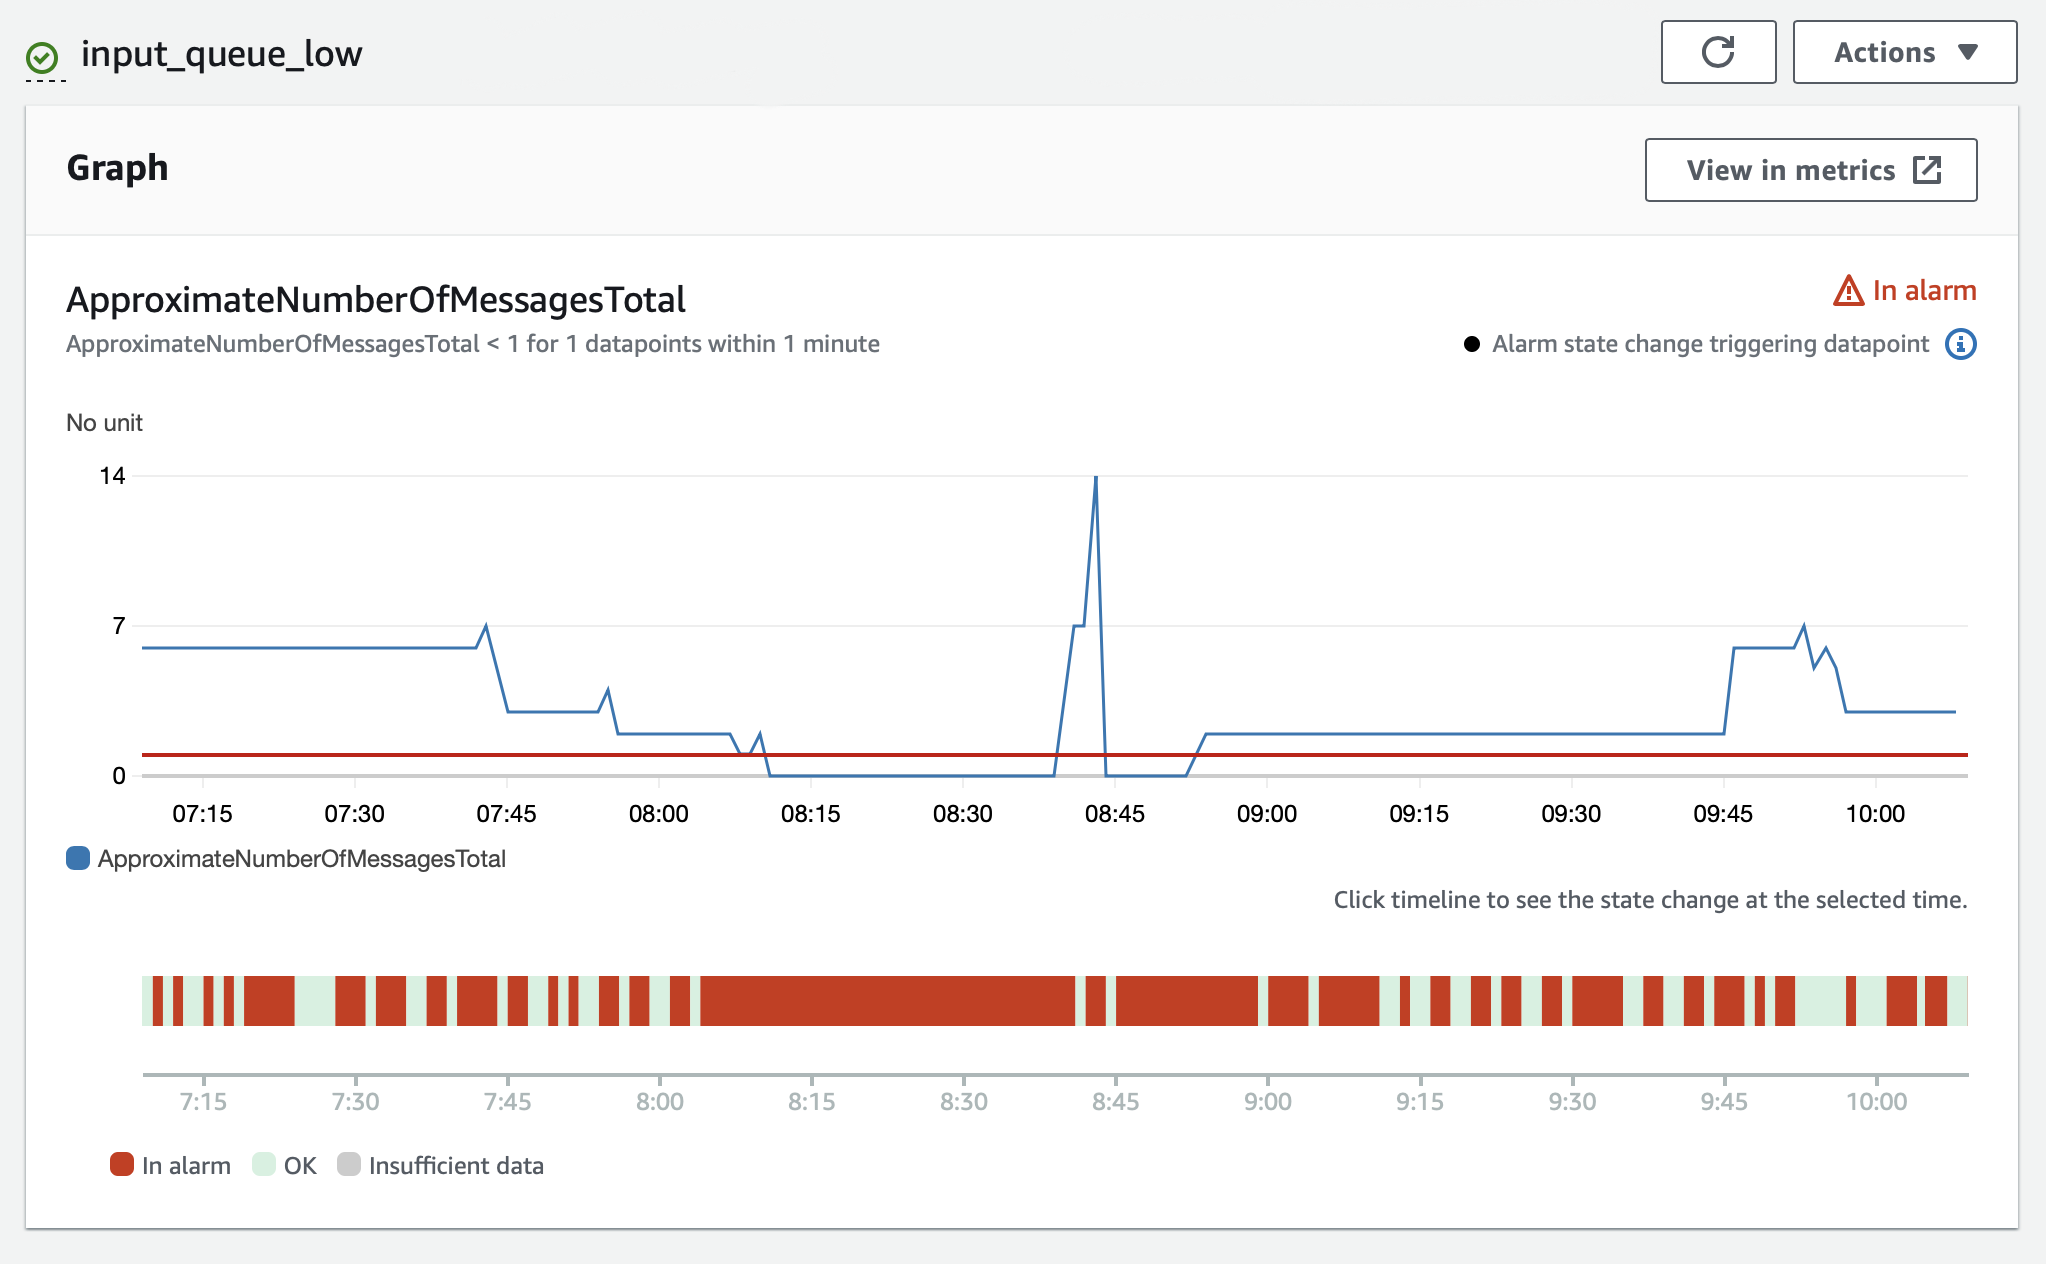 input_queue_low
Actions
Graph
View in metrics
ApproximateNumberOfMessagesTotal
In alarm
ApproximateNumberOfMessagesTotal < 1 for 1 datapoints within 1 minute
Alarm state change triggering datapoint
No unit
14
7
0
07:15 07:30 07:45 08:00 08:15 08:30 08:45 09:00 09:15 09:30 09:45 10:00
ApproximateNumberOfMessagesTotal
Click timeline to see the state change at the selected time.
7:15 7:30 7:45 8:00 8:15 8:30 8:45 9:00 9:15 9:30 9:45 10:00
In alarm OK Insufficient data